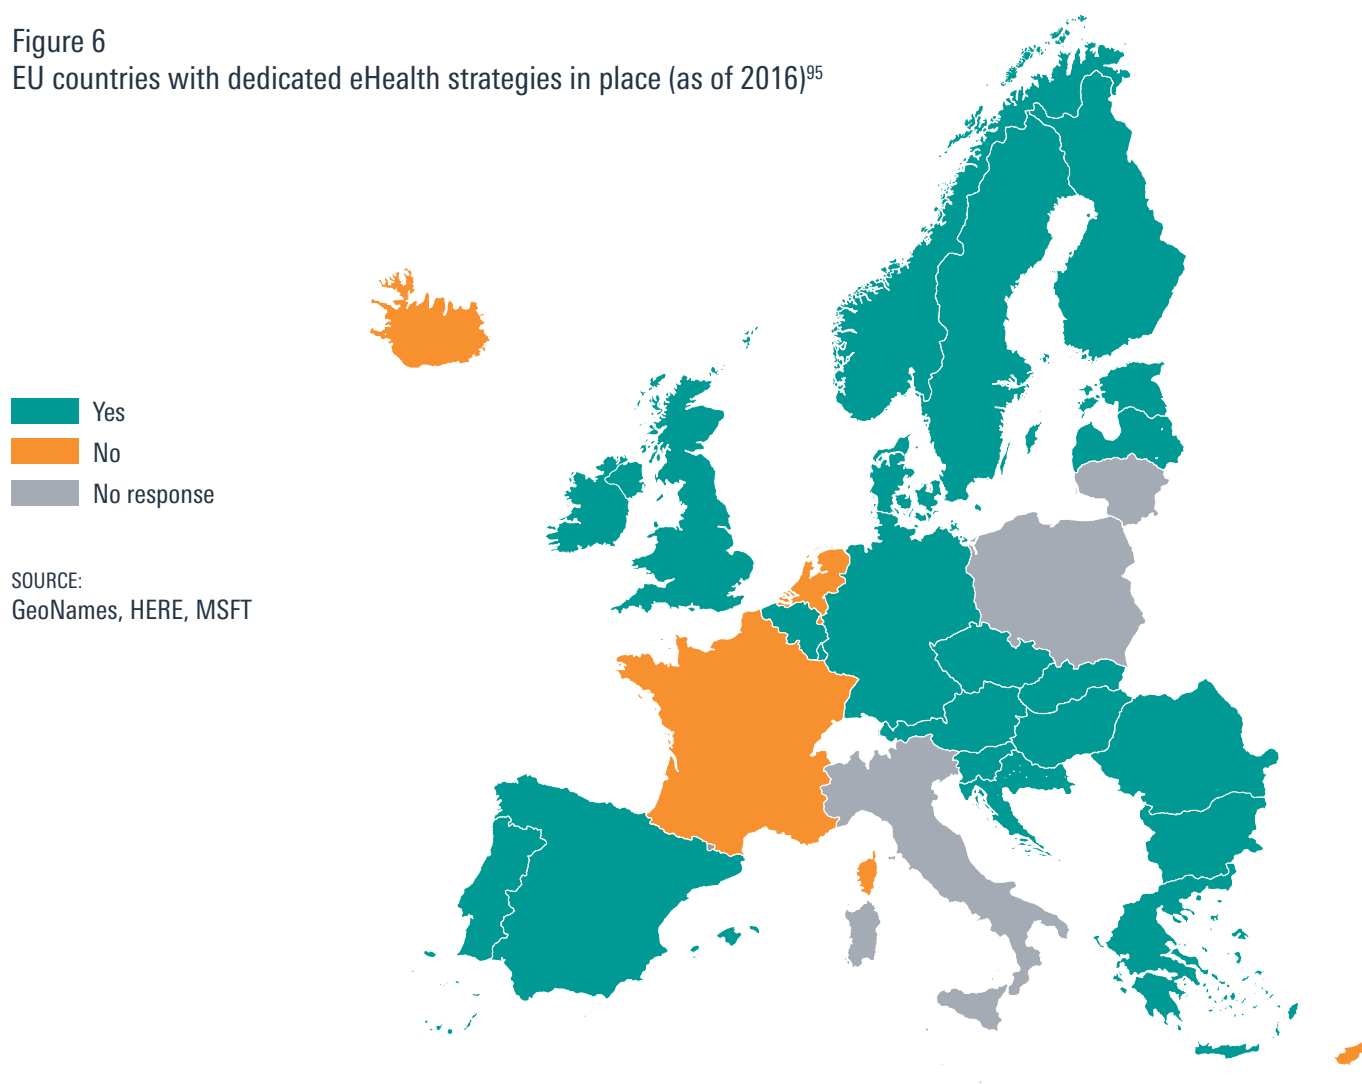 Figure 6
EU countries with dedicated eHealth strategies in place (as of 2016)95
Yes
No
No response
SOURCE:
GeoNames, HERE, MSFT